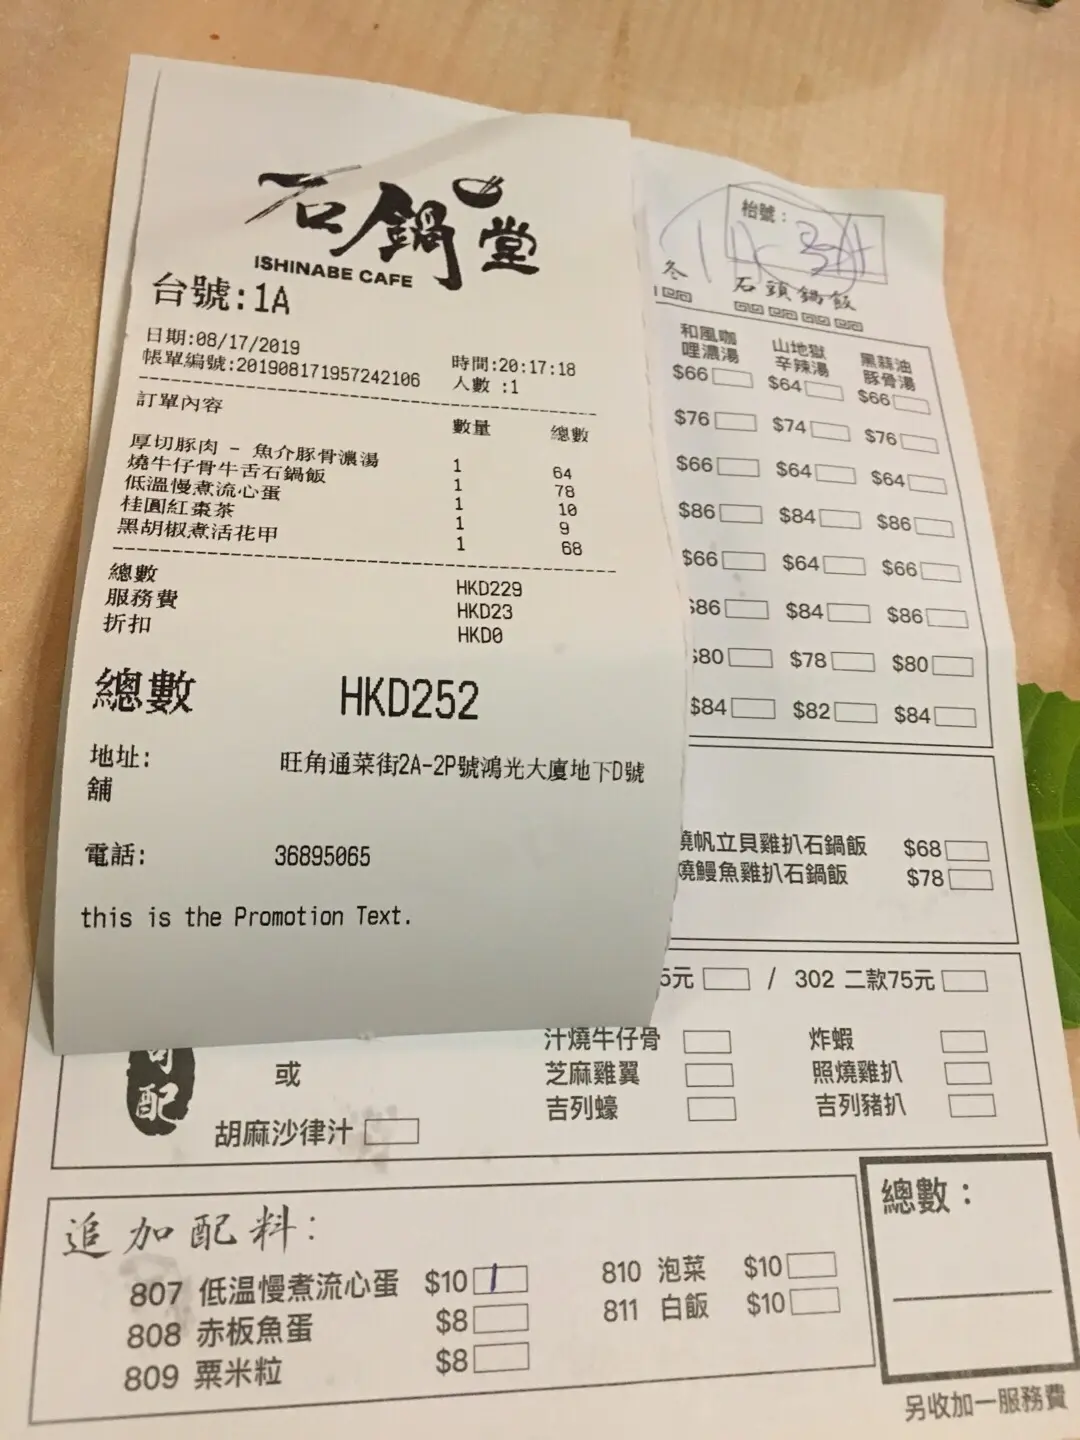 石鍋堂
ISHINABE CAFE
台號:1A
日期:08/17/2019 時間:20:17:18
帳單編號:201908171957242106 人數 :1
訂單內容 數量 總數
厚切豚肉 - 魚介豚骨濃湯 1 64
燒牛仔骨牛舌石鍋飯 1 78
低溫慢煮流心蛋 1 10
桂圓紅棗茶 1 9
黑胡椒煮活花甲 1 68
總數 HKD229
服務費 HKD23
折扣 HKD0
總數 HKD252
地址: 旺角通菜街2A-2P號鴻光大廈地下D號
舖
電話: 36895065
this is the Promotion Text.
枱號：
1A
冬 石頭鍋飯
和風咖哩濃湯 山地獄辛辣湯 黑蒜油豚骨湯
$66 $64 $66
$76 $74 $76
$66 $64 $64
$86 $84 $86
$66 $64 $66
$86 $84 $86
$80 $78 $80
$84 $82 $84
燒帆立貝雞扒石鍋飯 $68
燒鰻魚雞扒石鍋飯 $78
5元 / 302 二款75元
配
或
胡麻沙律汁
汁燒牛仔骨 炸蝦
芝麻雞翼 照燒雞扒
吉列蠔 吉列豬扒
追加配料：
807 低温慢煮流心蛋 $10 1
808 赤板魚蛋 $8
809 粟米粒 $8
810 泡菜 $10
811 白飯 $10
總數：
另收加一服務費